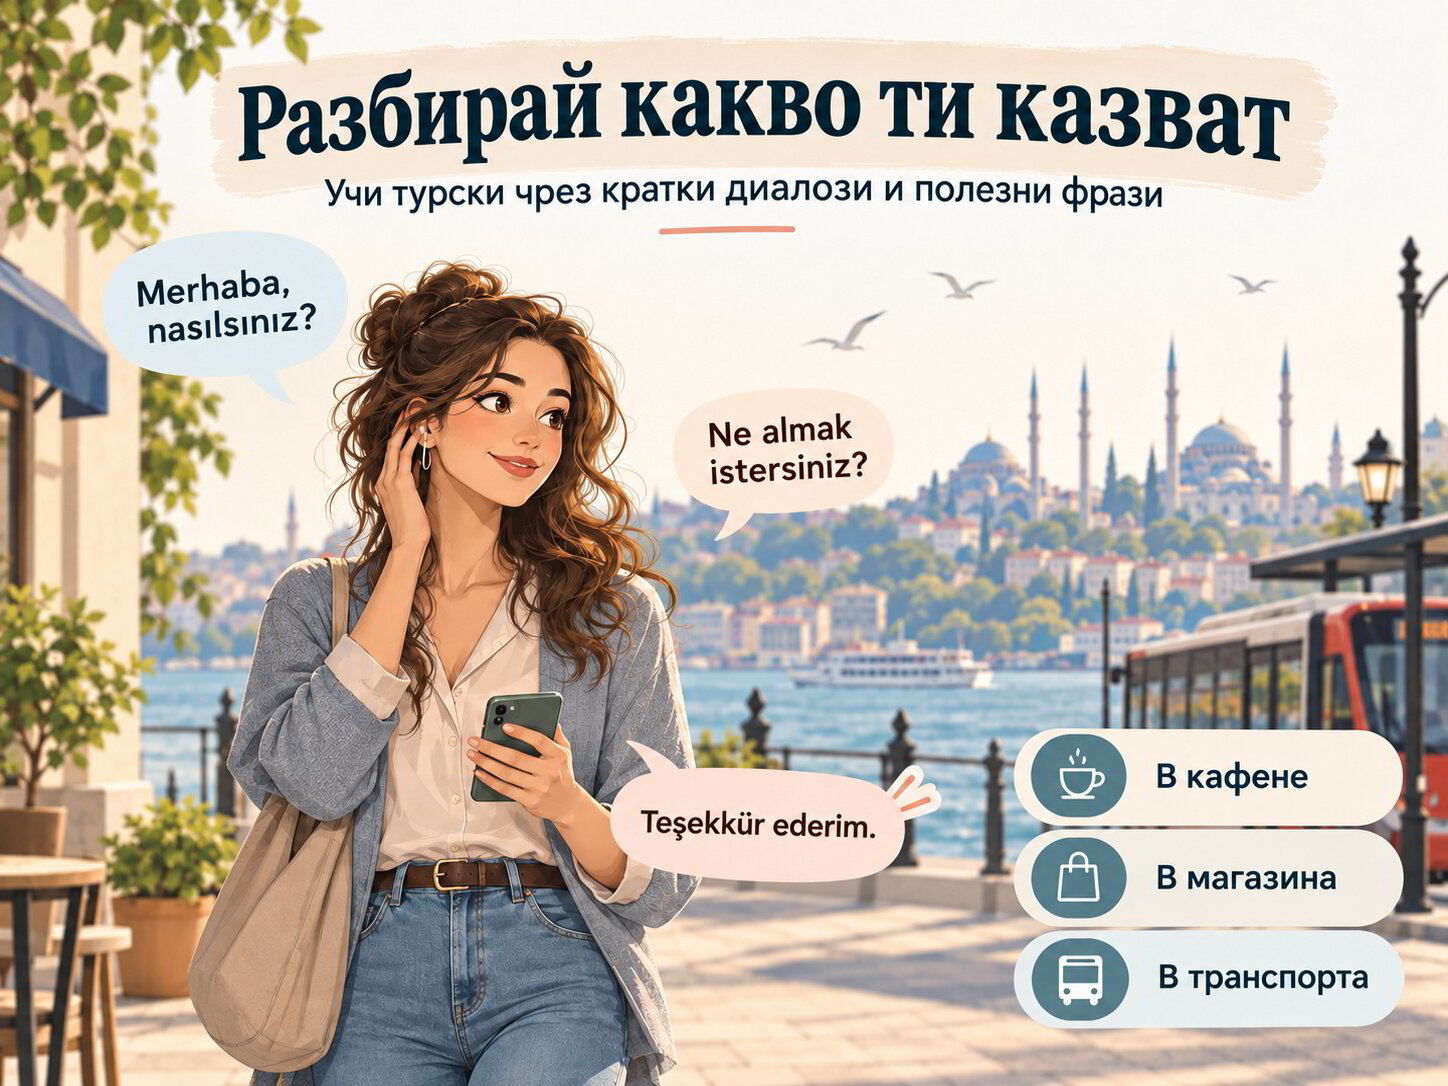 Разбирай какво ти казват
Учи турски чрез кратки диалози и полезни фрази
Merhaba,
nasılsınız?
Ne almak
istersiniz?
Teşekkür ederim.
В кафене
В магазина
В транспорта